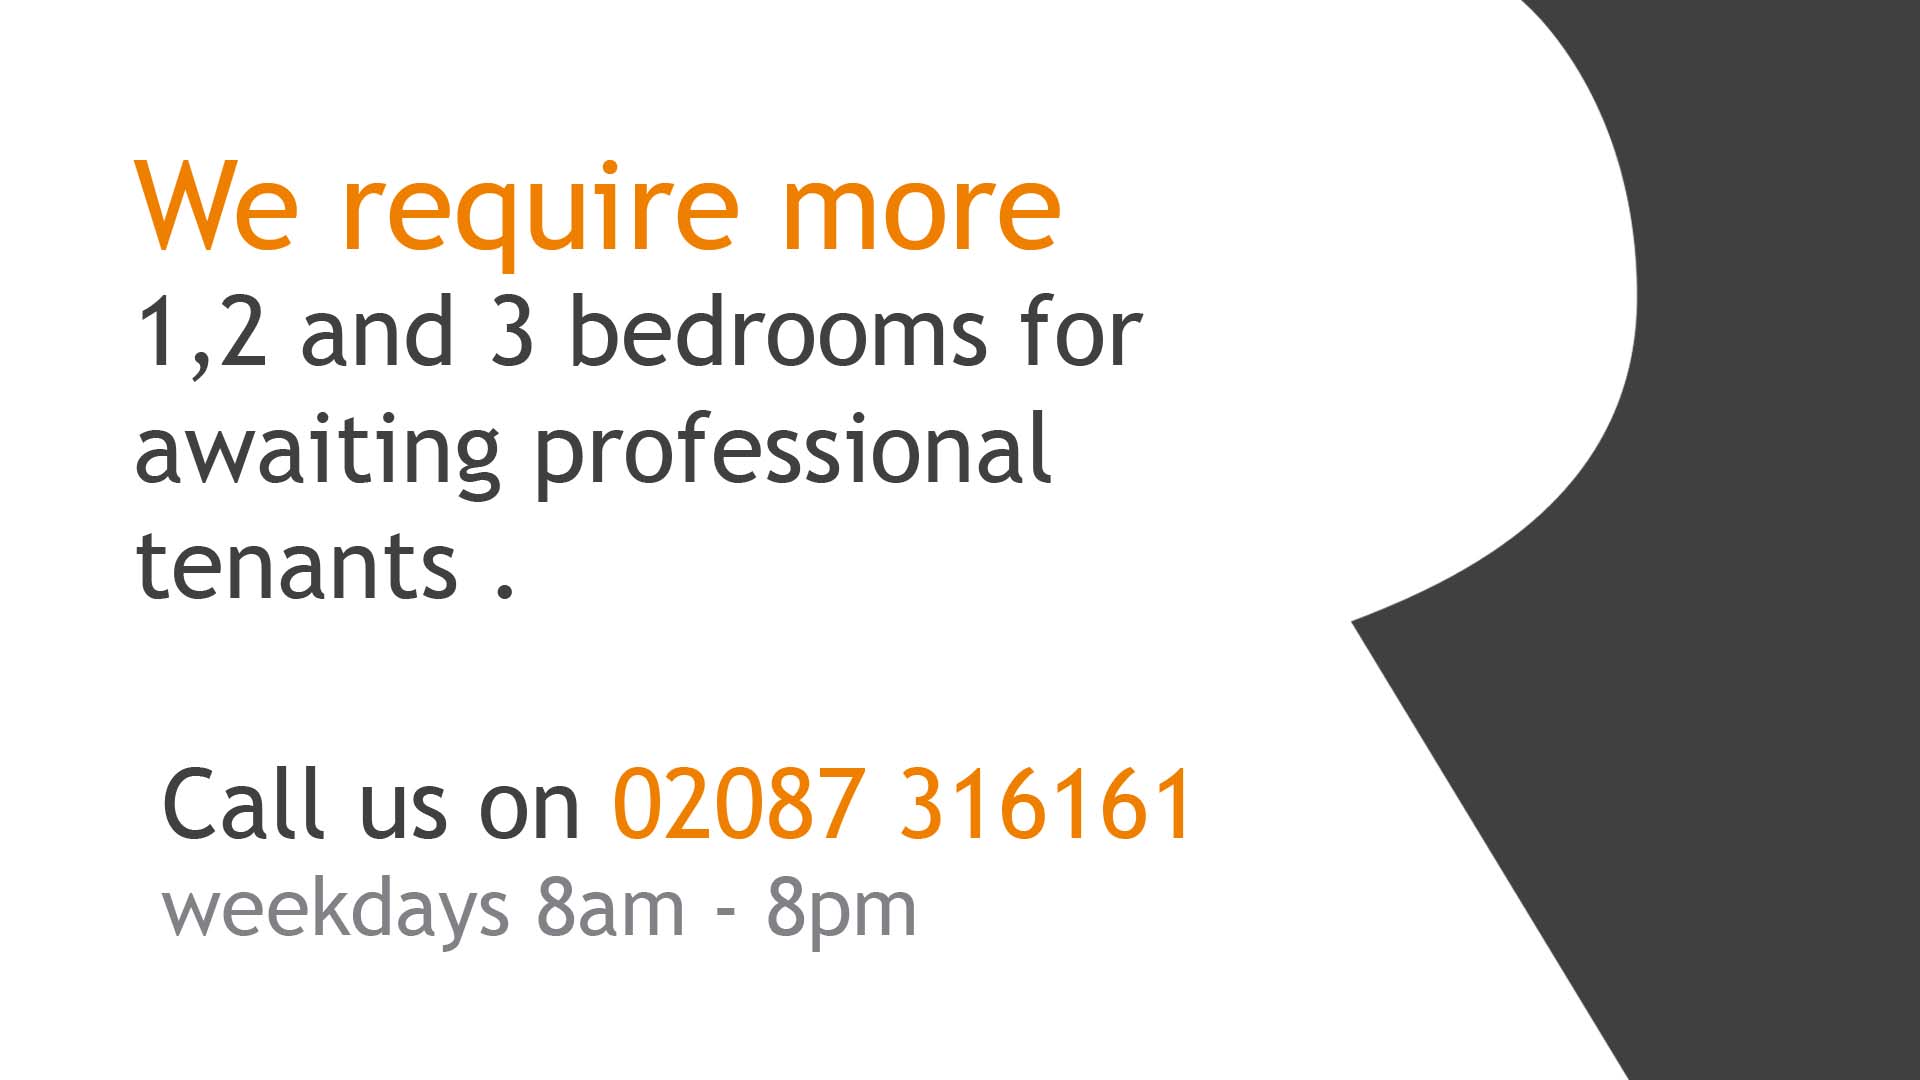 We require more
1,2 and 3 bedrooms for
awaiting professional
tenants .
Call us on 02087 316161
weekdays 8am - 8pm